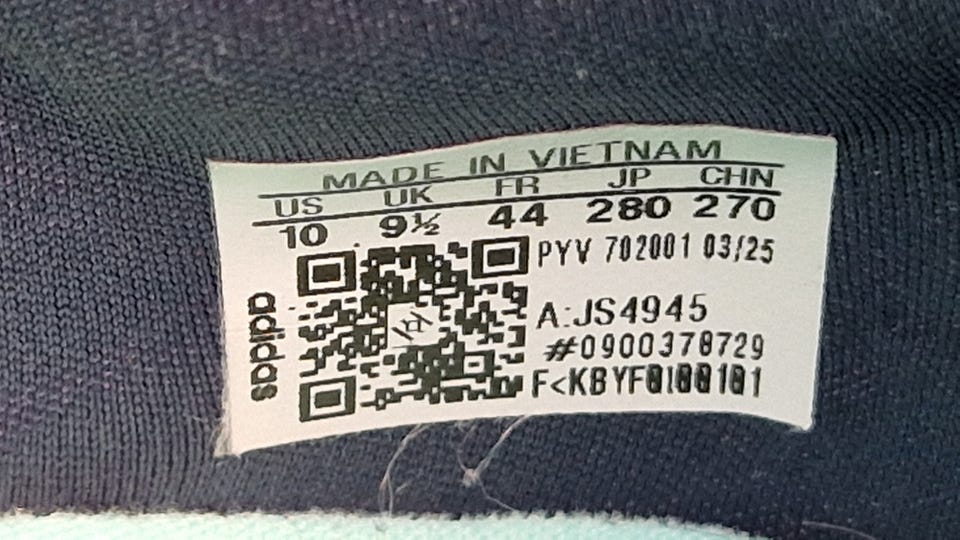 MADE IN VIETNAM
US UK FR JP CHN
10 9½ 44 280 270
PYV 702001 03/25
adidas
A:JS4945
#0900378729